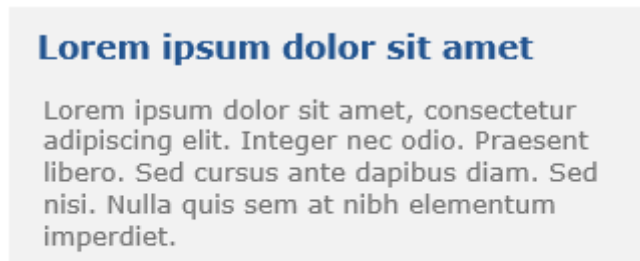 Lorem ipsum dolor sit amet
Lorem ipsum dolor sit amet, consectetur
adipiscing elit. Integer nec odio. Praesent
libero. Sed cursus ante dapibus diam. Sed
nisi. Nulla quis sem at nibh elementum
imperdiet.